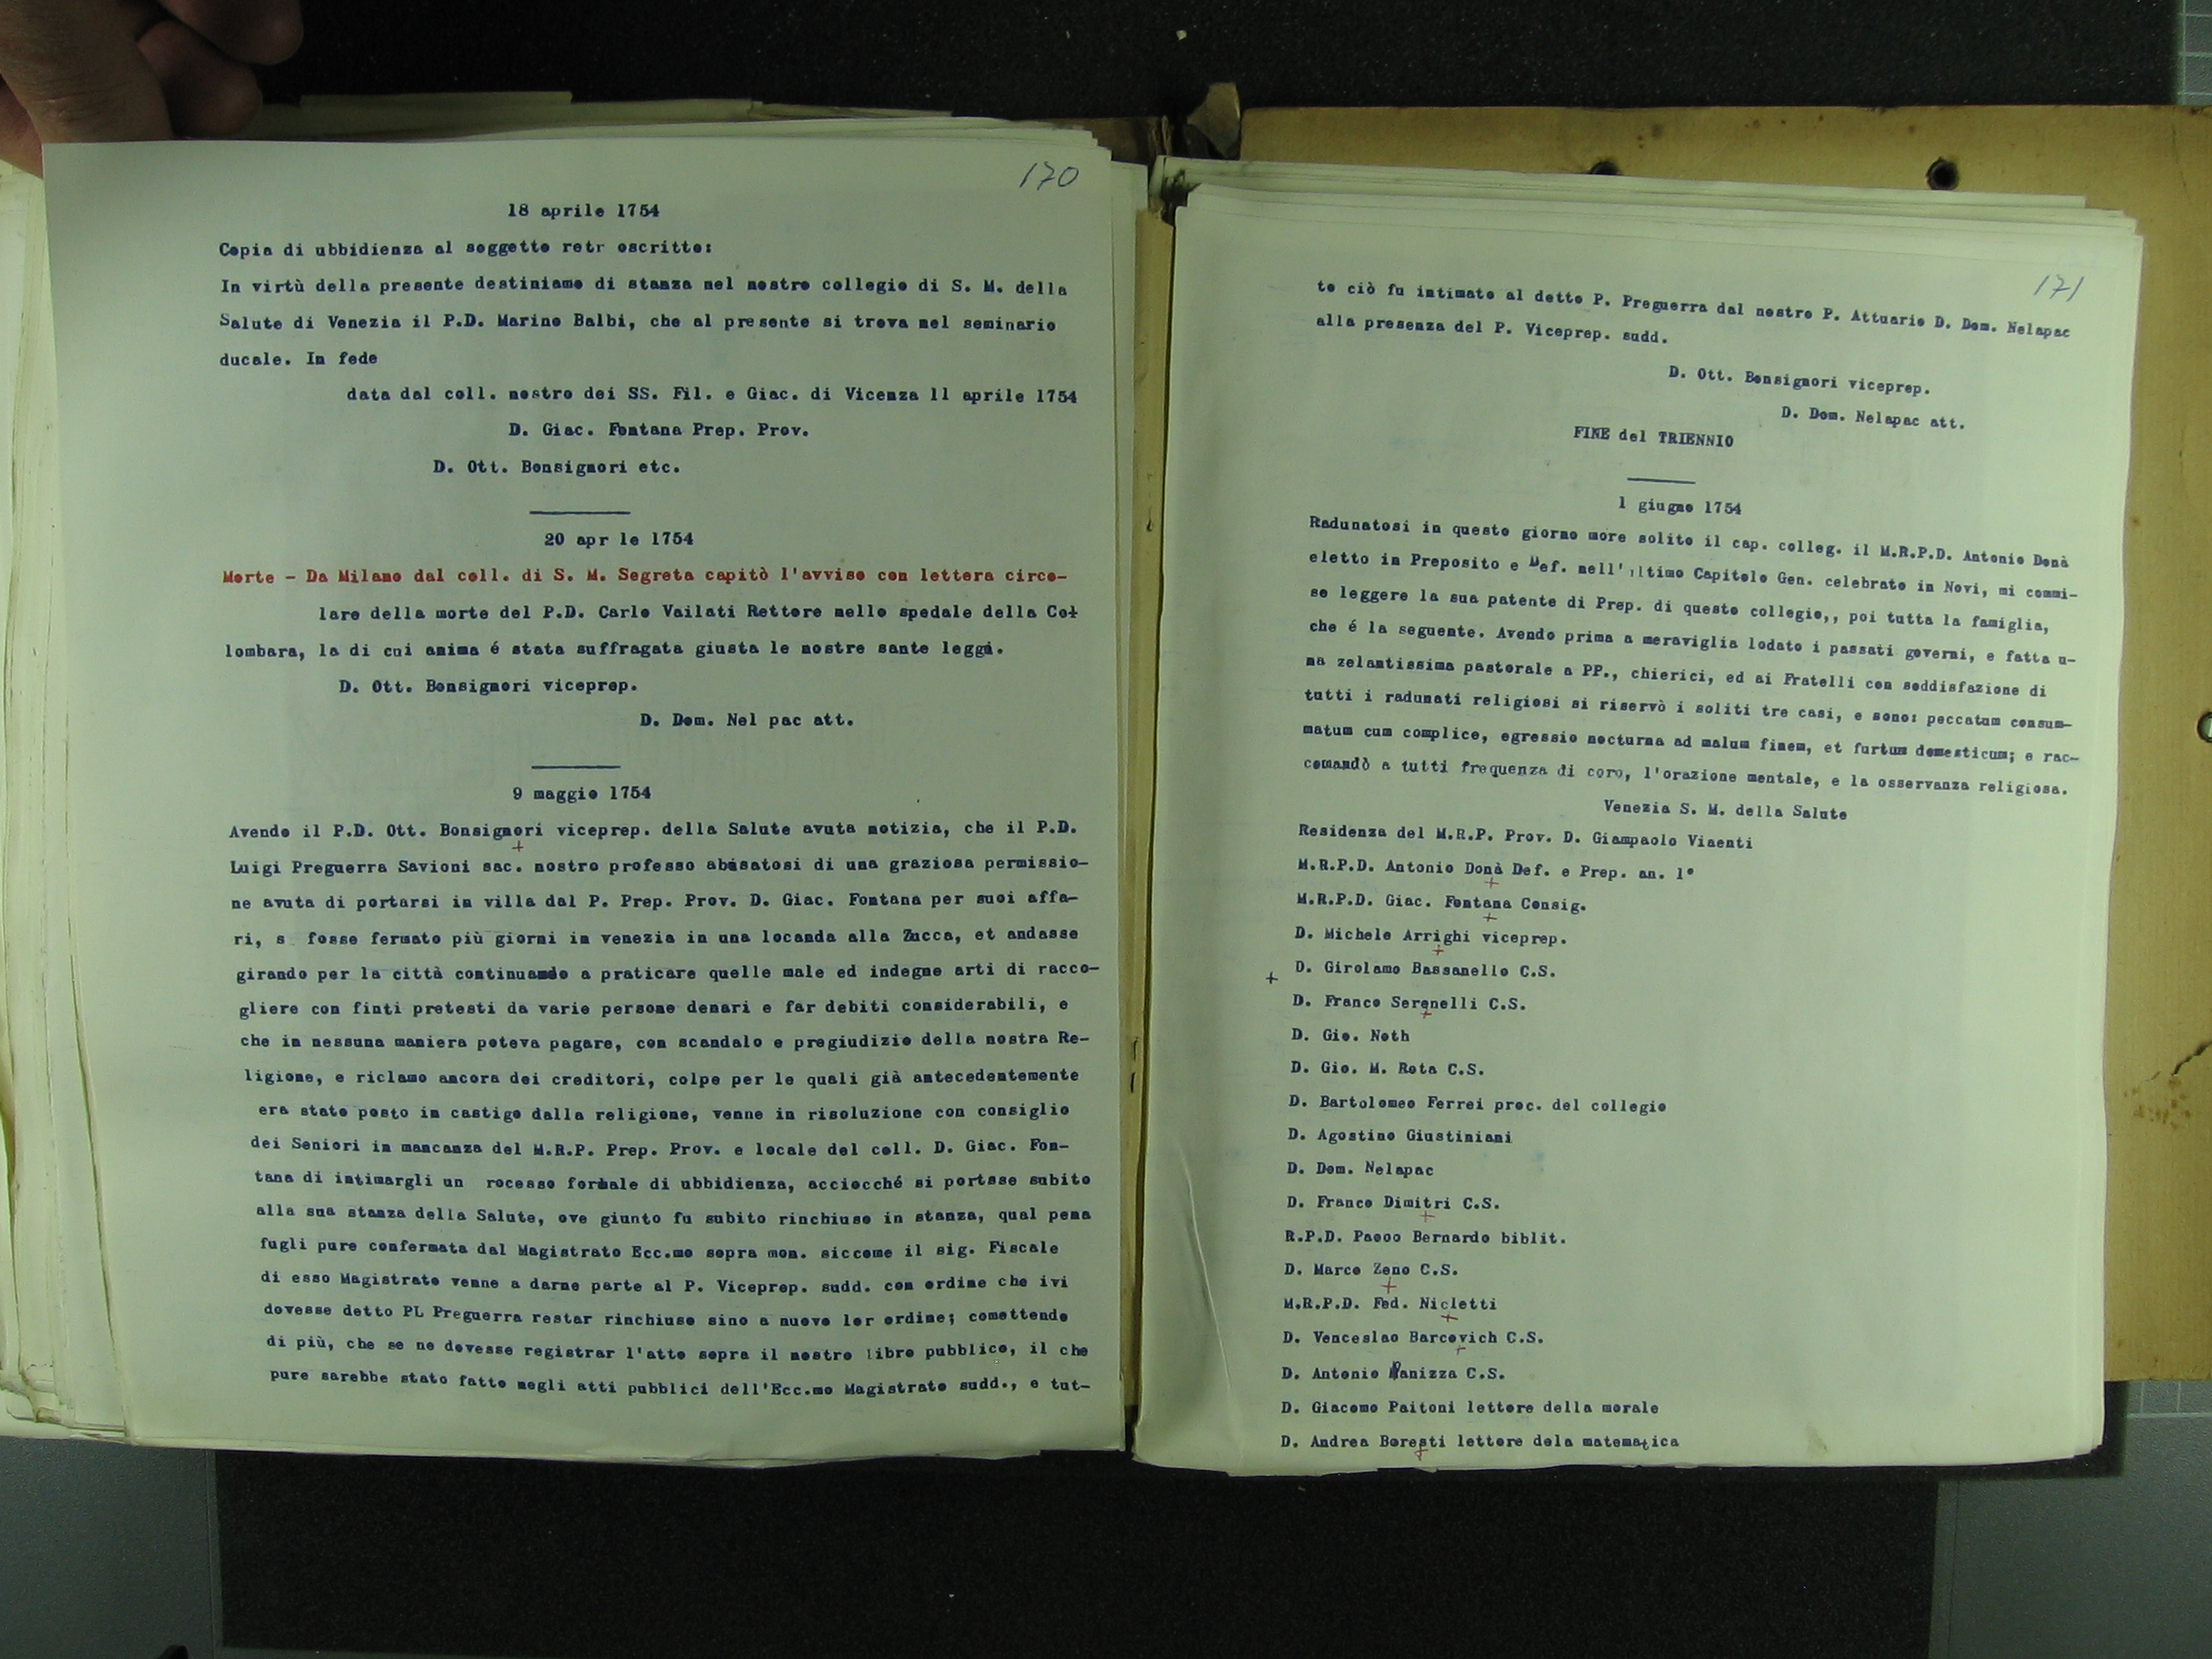 170
18 aprile 1754
Copia di ubbidienza al soggetto retr oscritto:
In virtù della presente destiniamo di stanza nel nostro collegio di S. M. della
Salute di Venezia il P.D. Marino Balbi, che al presente si trova nel seminario
ducale. In fede
data dal coll. nostro dei SS. Fil. e Giac. di Vicenza 11 aprile 1754
D. Giac. Fontana Prep. Prov.
D. Ott. Bonsignori etc.
20 apr le 1754
Morte - Da Milano dal coll. di S. M. Segreta capitò l'avviso con lettera circo-
lare della morte del P.D. Carlo Vailati Rettore nello spedale della Col
lombara, la di cui anima é stata suffragata giusta le nostre sante leggi.
D. Ott. Bonsignori viceprep.
D. Dom. Nel pac att.
9 maggio 1754
Avendo il P.D. Ott. Bonsignori viceprep. della Salute avuta notizia, che il P.D.
Luigi Preguerra Savioni sac. nostro professo abusatosi di una graziosa permissio-
ne avuta di portarsi in villa dal P. Prep. Prov. D. Giac. Fontana per suoi affa-
ri, s fosse fermato più giorni in venezia in una locanda alla Zucca, et andasse
girando per la città continuando a praticare quelle male ed indegne arti di racco-
gliere con finti pretesti da varie persone denari e far debiti considerabili, e
che in nessuna maniera poteva pagare, con scandalo e pregiudizio della nostra Re-
ligione, e riclamo ancora dei creditori, colpe per le quali già antecedentemente
era stato posto in castigo dalla religione, venne in risoluzione con consiglio
dei Seniori in mancanza del M.R.P. Prep. Prov. e locale del coll. D. Giac. Fon-
tana di intimargli un rocesso formale di ubbidienza, acciocché si portsse subito
alla sua stanza della Salute, ove giunto fu subito rinchiuso in stanza, qual pena
fugli pure confermata dal Magistrato Ecc.mo sopra mon. siccome il sig. Fiscale
di esso Magistrato venne a darne parte al P. Viceprep. sudd. con ordine che ivi
dovesse detto PL Preguerra restar rinchiuso sino a nuovo lor ordine; comettendo
di più, che se ne dovesse registrar l'atto sopra il nostro libro pubblico, il che
pure sarebbe stato fatto negli atti pubblici dell'Ecc.mo Magistrato sudd., e tut-
171
to ciò fu intimato al detto P. Preguerra dal nostro P. Attuario D. Dom. Nelapac
alla presenza del P. Viceprep. sudd.
D. Ott. Bonsignori viceprep.
D. Dom. Nelapac att.
FINE del TRIENNIO
1 giugno 1754
Radunatosi in questo giorno more solito il cap. colleg. il M.R.P.D. Antonio Donà
eletto in Preposito e Def. nell'ultimo Capitolo Gen. celebrato in Novi, mi commi-
se leggere la sua patente di Prep. di questo collegio,, poi tutta la famiglia,
che é la seguente. Avendo prima a meraviglia lodato i passati governi, e fatta u-
na zelantissima pastorale a PP., chierici, ed ai Fratelli con soddisfazione di
tutti i radunati religiosi si riservò i soliti tre casi, e sono: peccatum consum-
matum cum complice, egressio nocturna ad malum finem, et furtum domesticum; e rac-
comandò a tutti frequenza di coro, l'orazione mentale, e la osservanza religiosa.
Venezia S. M. della Salute
Residenza del M.R.P. Prov. D. Giampaolo Visenti
M.R.P.D. Antonio Donà Def. e Prep. an. 1°
M.R.P.D. Giac. Fontana Consig.
D. Michele Arrighi viceprep.
+ D. Girolamo Bassanello C.S.
D. Franco Serenelli C.S.
D. Gio. Noth
D. Gio. M. Rota C.S.
D. Bartolomeo Ferrei proc. del collegio
D. Agostino Giustiniani
D. Dom. Nelapac
D. Franco Dimitri C.S.
R.P.D. Paooo Bernardo biblit.
D. Marco Zeno C.S.
M.R.P.D. Fed. Nicletti
D. Venceslao Barcovich C.S.
D. Antonio Panizza C.S.
D. Giacomo Paitoni lettore della morale
D. Andrea Boresti lettore dela matematica